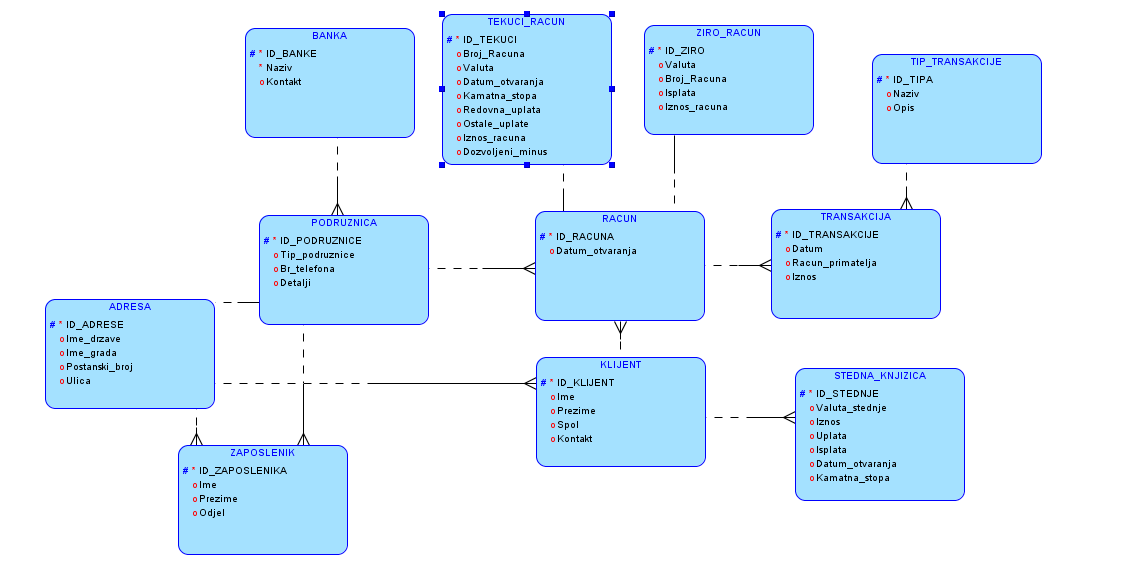 BANKA
# * ID_BANKE
* Naziv
o Kontakt
TEKUCI_RACUN
# * ID_TEKUCI
o Broj_Racuna
o Valuta
o Datum_otvaranja
o Kamatna_stopa
o Redovna_uplata
o Ostale_uplate
o Iznos_racuna
o Dozvoljeni_minus
ZIRO_RACUN
# * ID_ZIRO
o Valuta
o Broj_Racuna
o Isplata
o Iznos_racuna
TIP_TRANSAKCIJE
# * ID_TIPA
o Naziv
o Opis
PODRUZNICA
# * ID_PODRUZNICE
o Tip_podruznice
o Br_telefona
o Detalji
RACUN
# * ID_RACUNA
o Datum_otvaranja
TRANSAKCIJA
# * ID_TRANSAKCIJE
o Datum
o Racun_primatelja
o Iznos
ADRESA
# * ID_ADRESE
o Ime_drzave
o Ime_grada
o Postanski_broj
o Ulica
KLIJENT
# * ID_KLIJENT
o Ime
o Prezime
o Spol
o Kontakt
STEDNA_KNJIZICA
# * ID_STEDNJE
o Valuta_stednje
o Iznos
o Uplata
o Isplata
o Datum_otvaranja
o Kamatna_stopa
ZAPOSLENIK
# * ID_ZAPOSLENIKA
o Ime
o Prezime
o Odjel